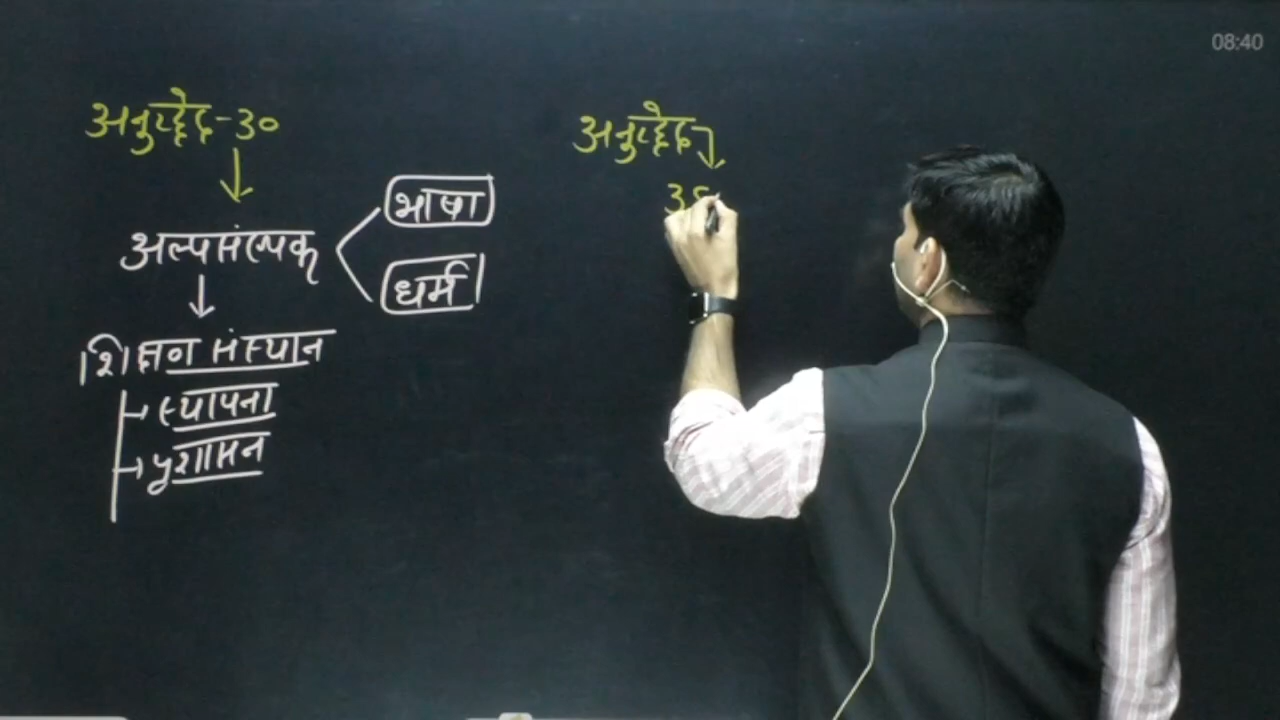 08:40
अनुच्छेद-30
अल्पसंख्यक
भाषा
धर्म
शिक्षण संस्थान
स्थापना
प्रशासन
अनुच्छेद